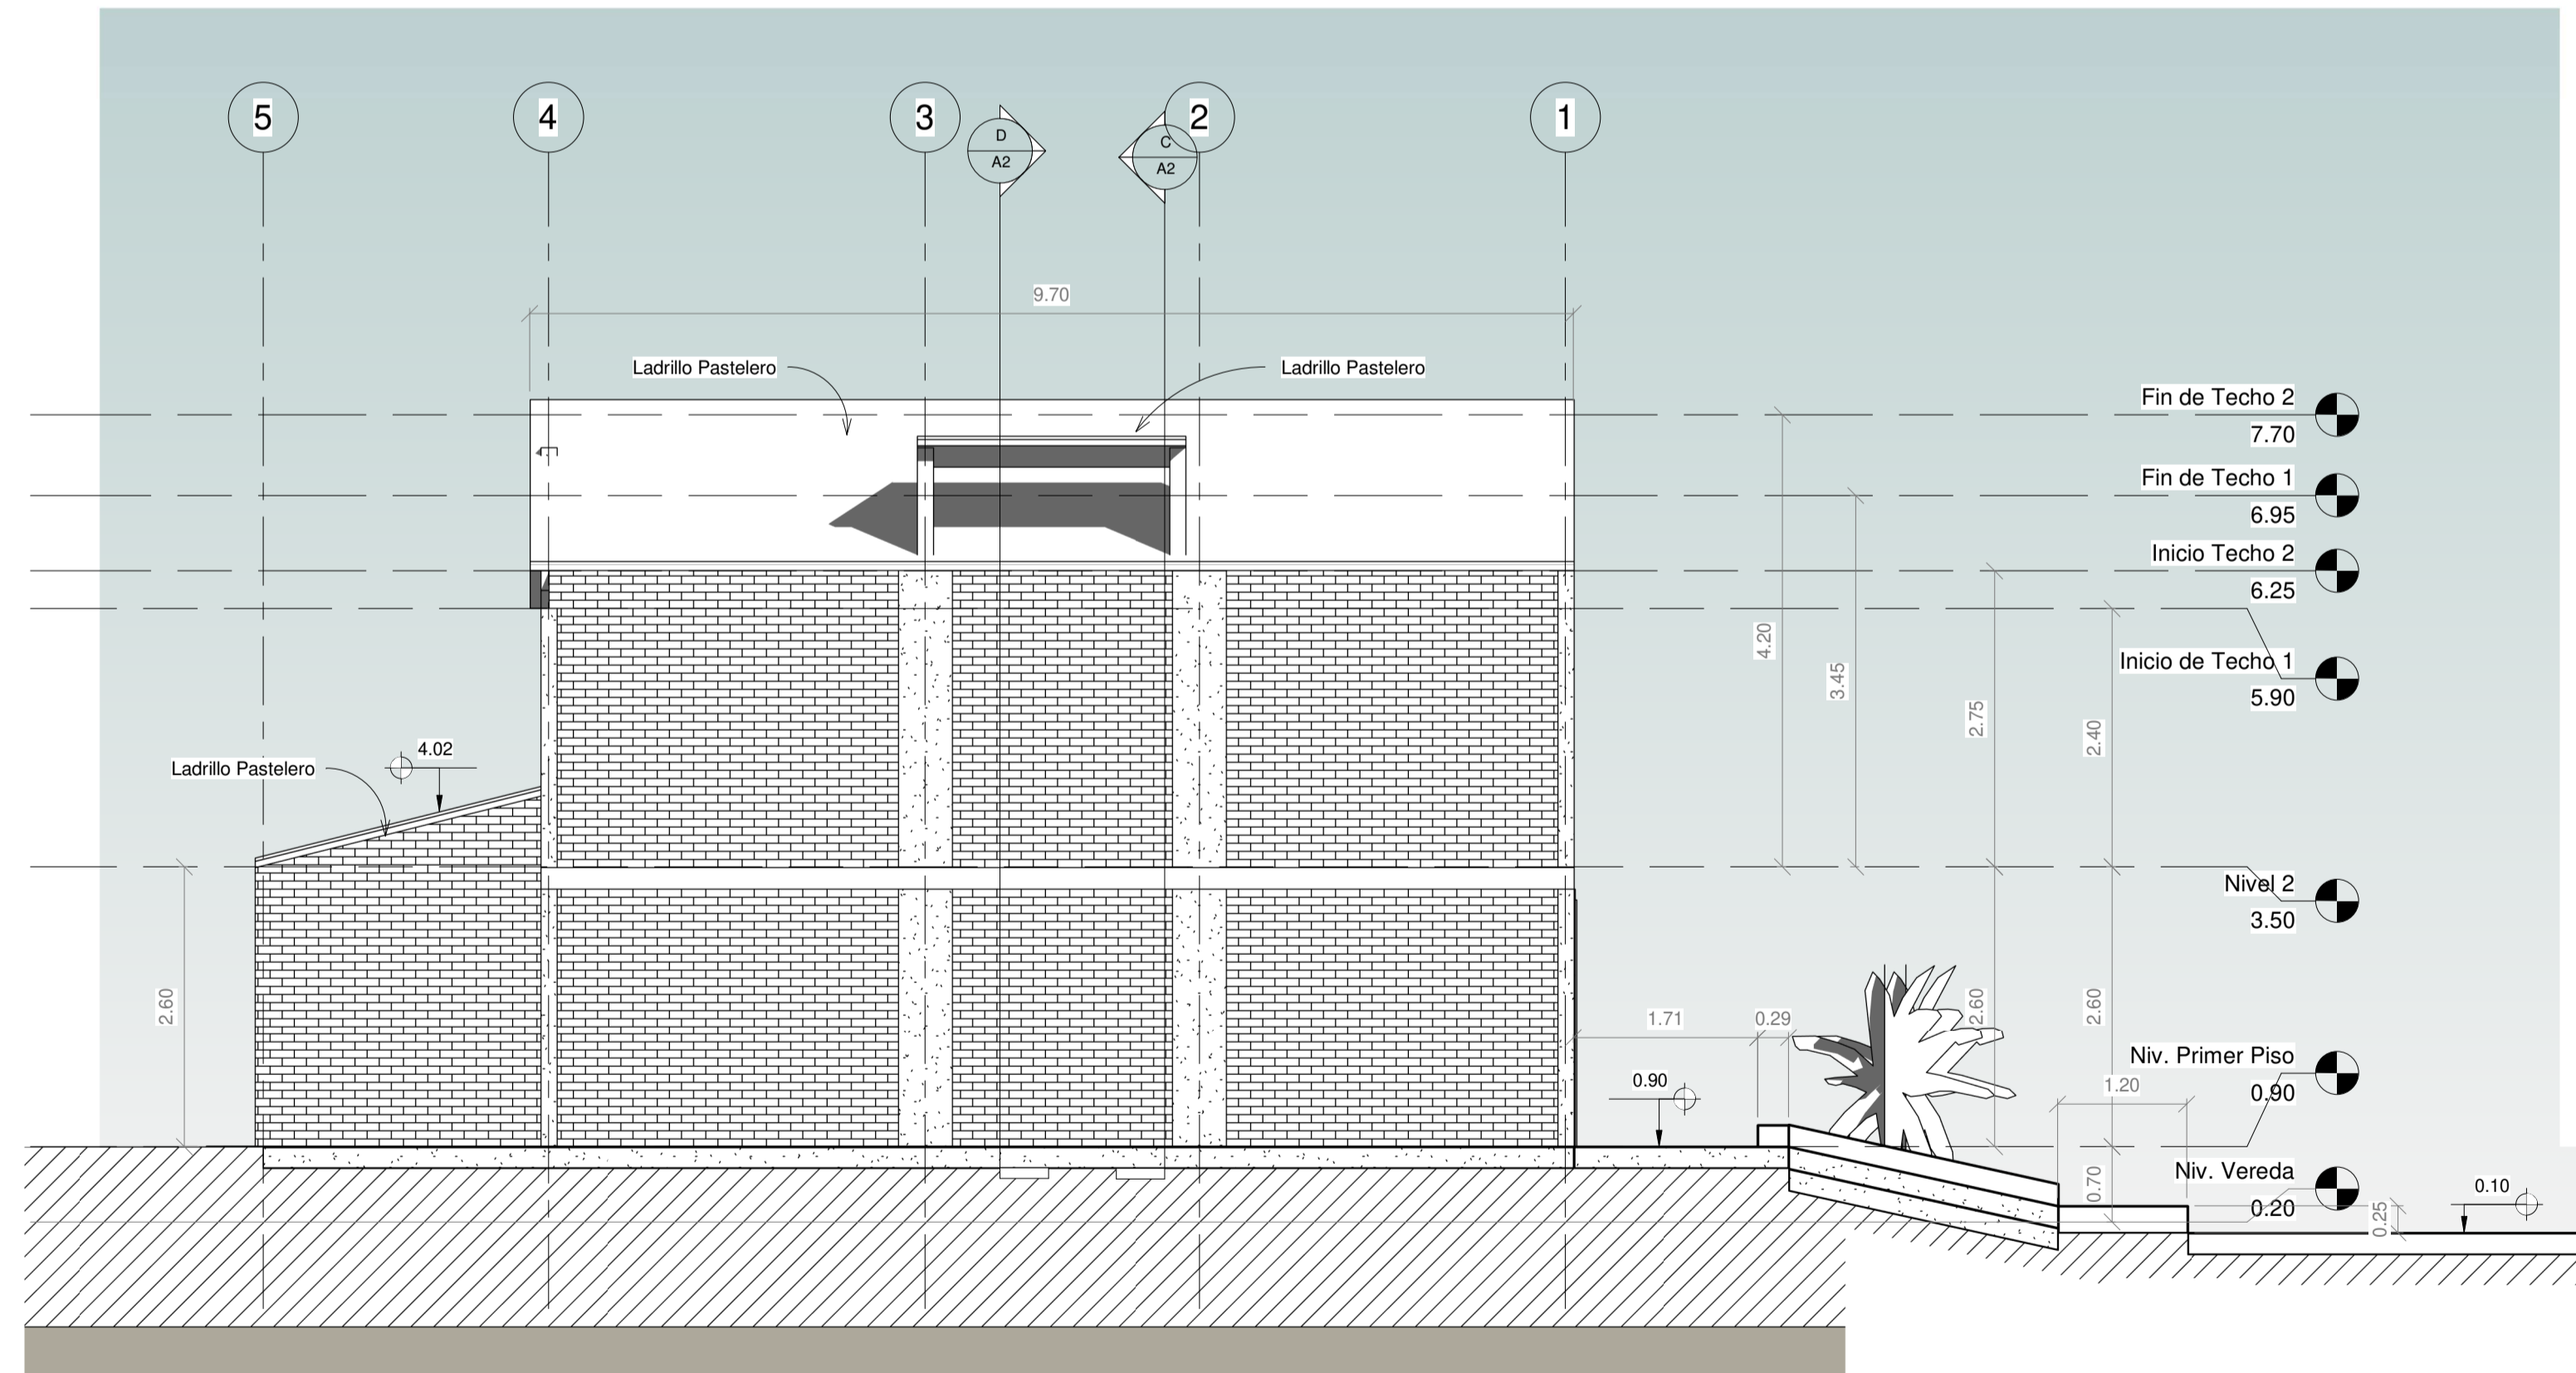 5
4
3
2
1
D
A2
C
A2
9.70
Ladrillo Pastelero
Ladrillo Pastelero
Fin de Techo 2
7.70
Fin de Techo 1
6.95
Inicio Techo 2
6.25
Inicio de Techo 1
5.90
4.20
3.45
2.75
2.40
4.02
Ladrillo Pastelero
Nivel 2
3.50
2.60
1.71
0.29
2.60
2.60
Niv. Primer Piso
0.90
0.90
1.20
Niv. Vereda
0.20
0.70
0.25
0.10